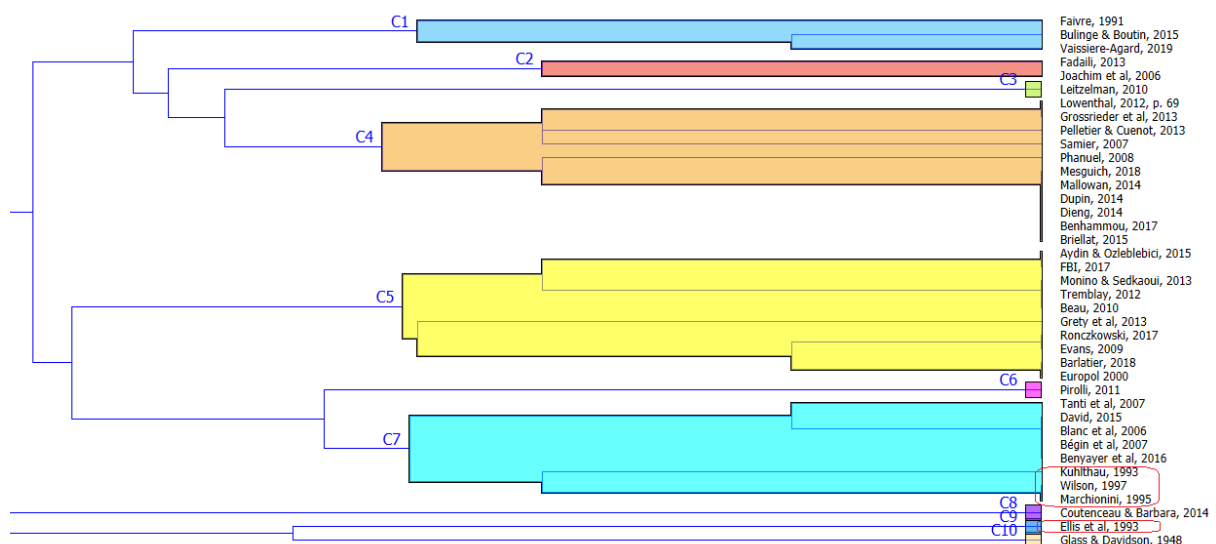 C1
Faivre, 1991
Bulinge & Boutin, 2015
Vaissiere-Agard, 2019
C2
Fadaili, 2013
Joachim et al, 2006
C3
Leitzelman, 2010
Lowenthal, 2012, p. 69
Grossrieder et al, 2013
C4
Pelletier & Cuenot, 2013
Samier, 2007
Phanuel, 2008
Mesguich, 2018
Mallowan, 2014
Dupin, 2014
Dieng, 2014
Benhammou, 2017
Briellat, 2015
Aydin & Ozleblebici, 2015
FBI, 2017
Monino & Sedkaoui, 2013
C5
Tremblay, 2012
Beau, 2010
Grety et al, 2013
Ronczkowski, 2017
Evans, 2009
Barlatier, 2018
Europol 2000
C6
Pirolli, 2011
Tanti et al, 2007
David, 2015
Blanc et al, 2006
C7
Bégin et al, 2007
Benyayer et al, 2016
Kuhlthau, 1993
Wilson, 1997
Marchionini, 1995
C8
Coutenceau & Barbara, 2014
C9
Ellis et al, 1993
C10
Glass & Davidson, 1948